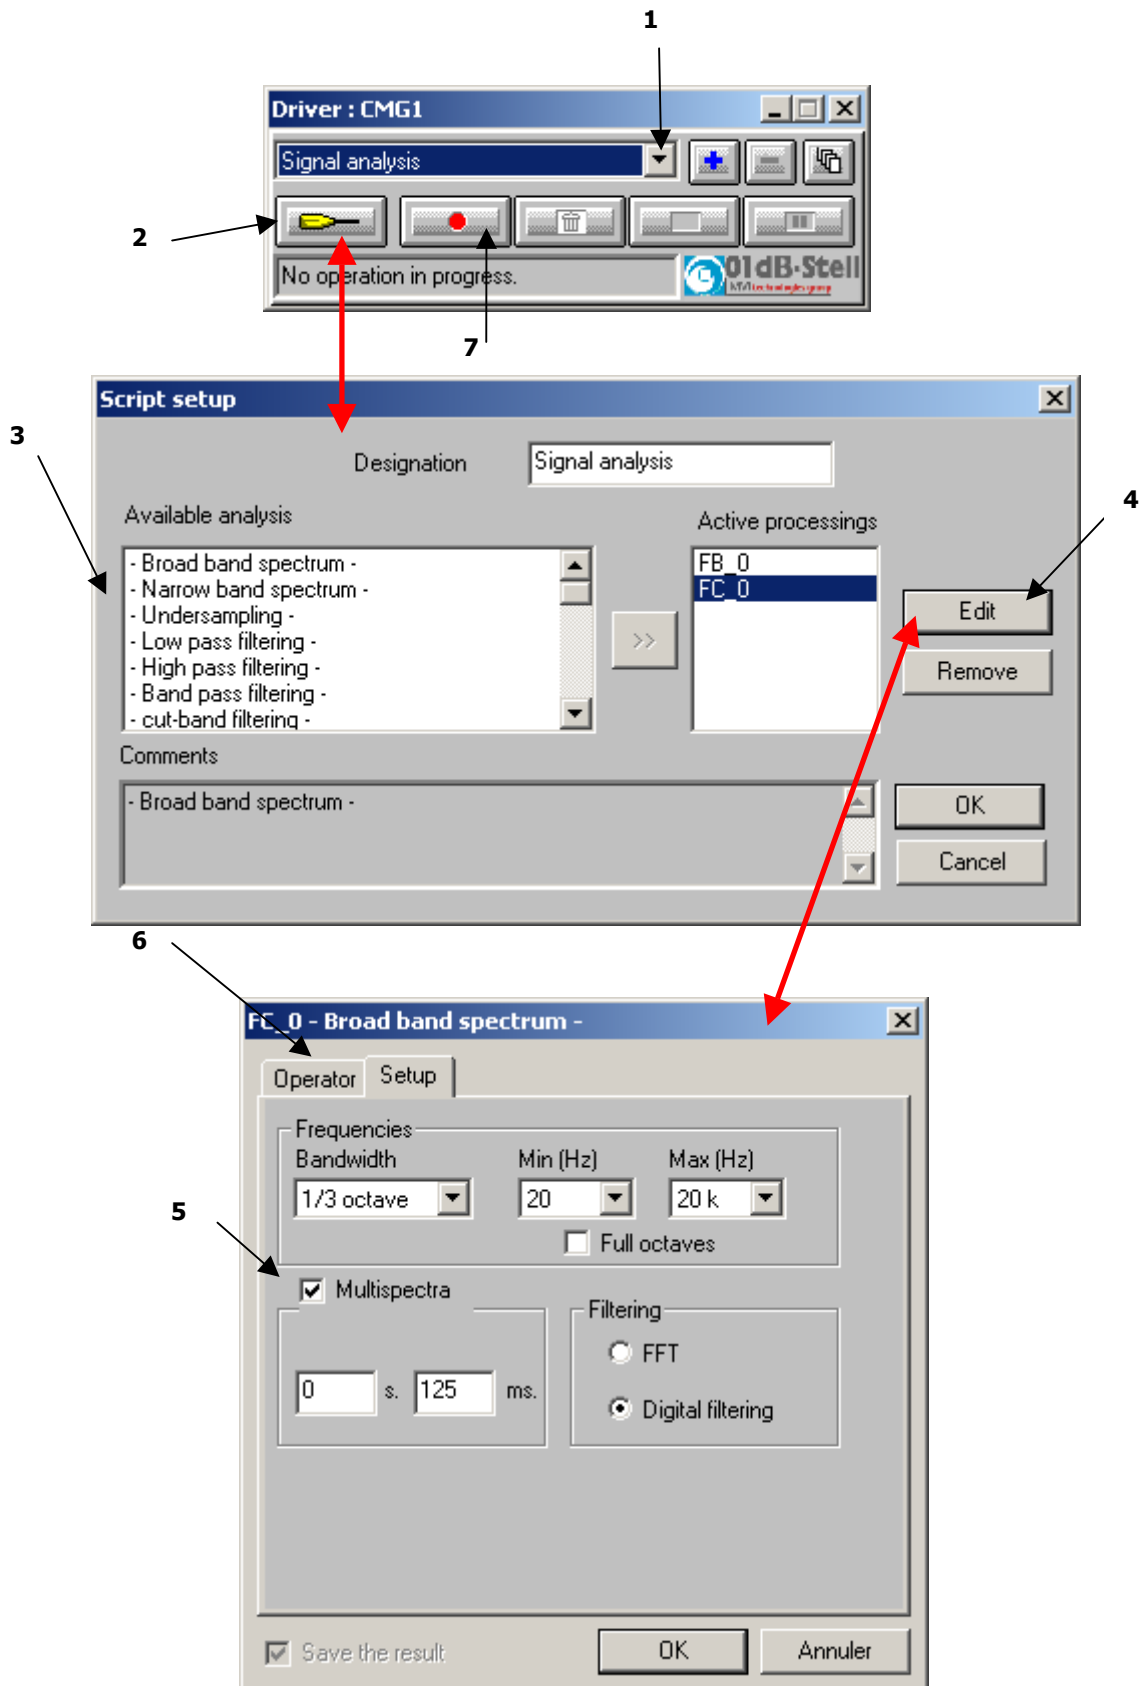 1
Driver : CMG1
Signal analysis
2
No operation in progress.
01dB-Stell
MVI technologies group
7
Script setup
3
Designation
Signal analysis
4
Available analysis
Active processings
- Broad band spectrum -
- Narrow band spectrum -
- Undersampling -
- Low pass filtering -
- High pass filtering -
- Band pass filtering -
- cut-band filtering -
>>
FB_0
FC_0
Edit
Remove
Comments
- Broad band spectrum -
OK
Cancel
6
FC_0 - Broad band spectrum -
Operator
Setup
Frequencies
Bandwidth
Min (Hz)
Max (Hz)
1/3 octave
20
20 k
Full octaves
5
Multispectra
0
s.
125
ms.
Filtering
FFT
Digital filtering
Save the result
OK
Annuler